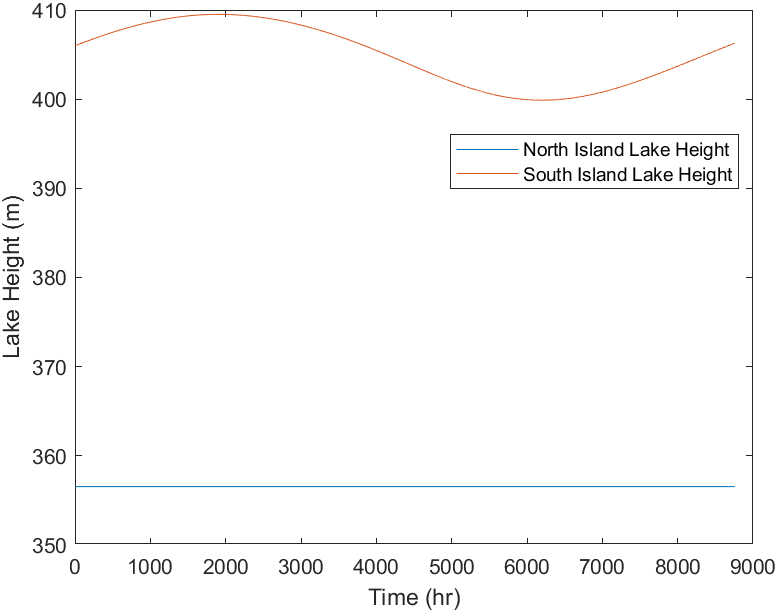 410
400
390
380
370
360
350
Lake Height (m)
North Island Lake Height
South Island Lake Height
0 1000 2000 3000 4000 5000 6000 7000 8000 9000
Time (hr)